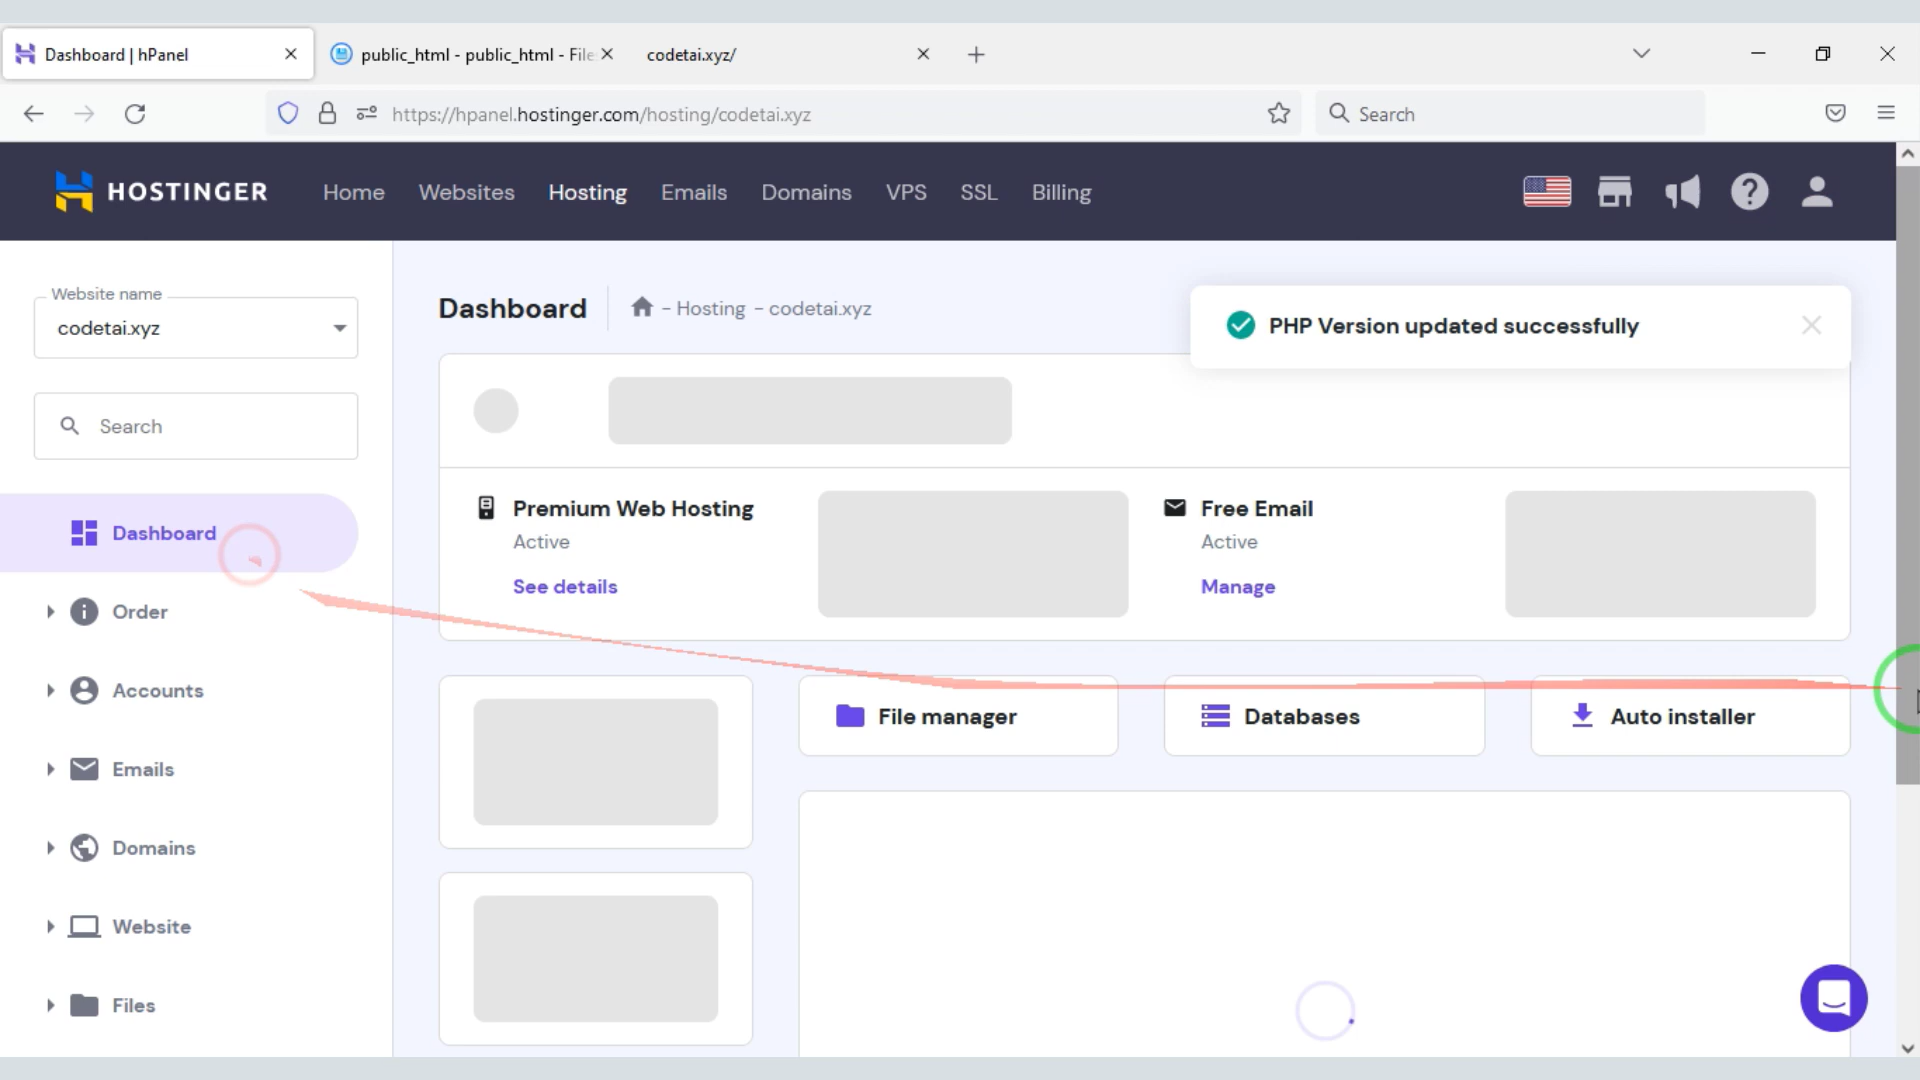 Dashboard | hPanel
public_html - public_html - File
codetai.xyz/
https://hpanel.hostinger.com/hosting/codetai.xyz
Search
HOSTINGER
Home
Websites
Hosting
Emails
Domains
VPS
SSL
Billing
Website name
codetai.xyz
Search
Dashboard
Order
Accounts
Emails
Domains
Website
Files
Dashboard
- Hosting - codetai.xyz
PHP Version updated successfully
Premium Web Hosting
Active
See details
Free Email
Active
Manage
File manager
Databases
Auto installer